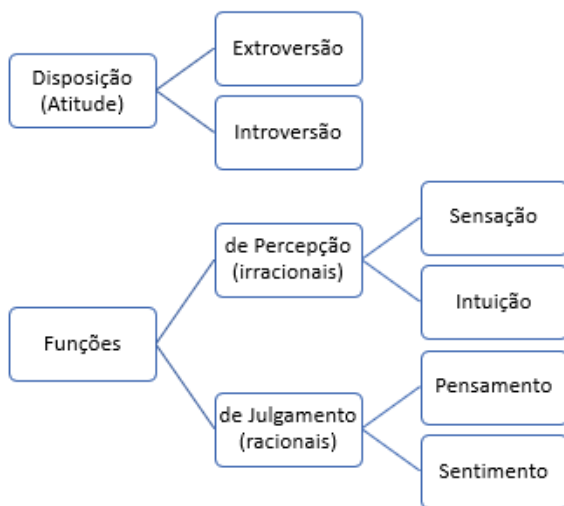 Disposição
(Atitude)
Extroversão
Introversão
Funções
de Percepção
(irracionais)
Sensação
Intuição
de Julgamento
(racionais)
Pensamento
Sentimento